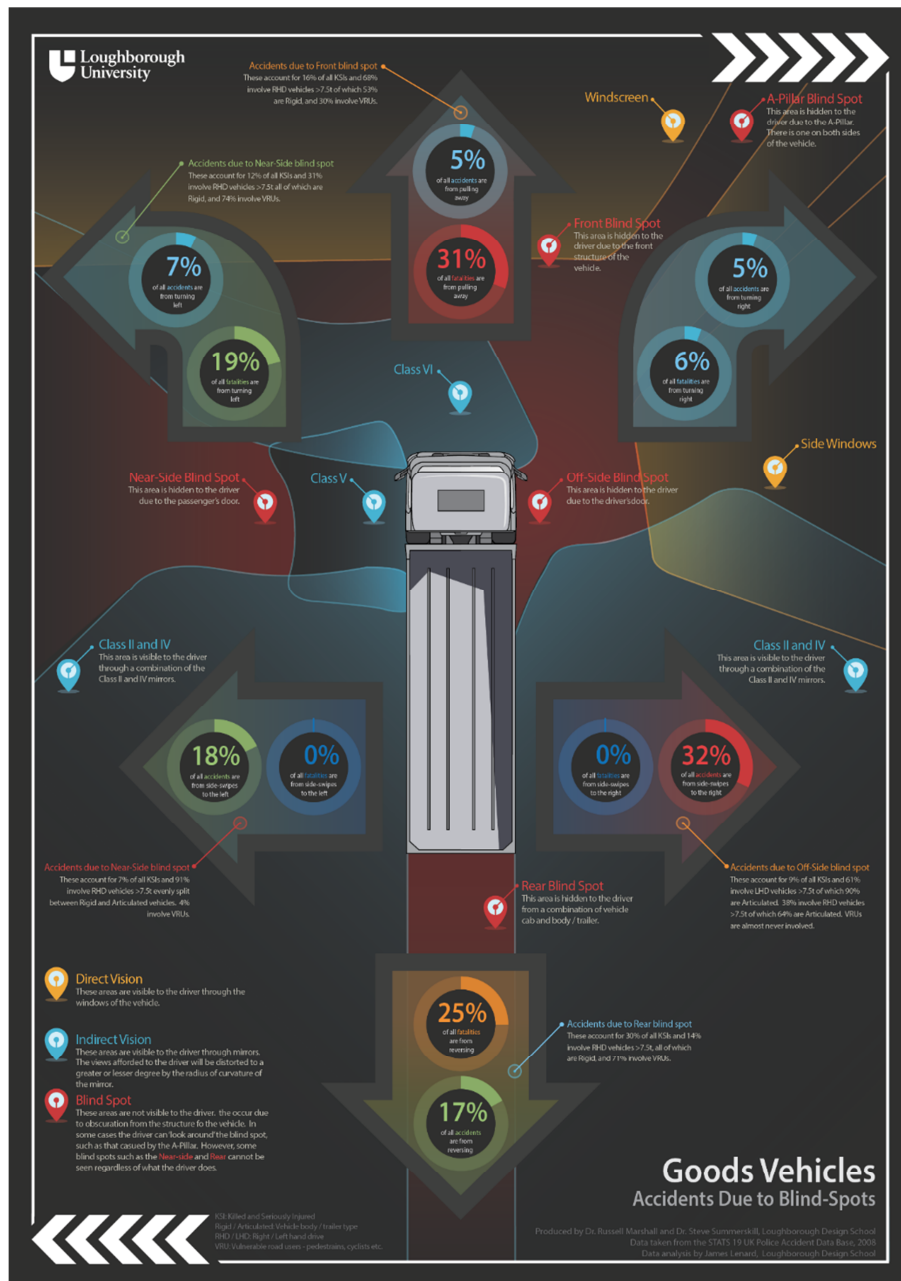 Loughborough
University
Accidents due to Front blind spot
These account for 16% of all KSIs and 68%
involve RHD vehicles >7.5t of which 53%
are Rigid, and 30% involve VRUs.
Windscreen
A-Pillar Blind Spot
This area is hidden to the
driver due to the A-Pillar.
There is one on both sides
of the vehicle.
Accidents due to Near-Side blind spot
These account for 12% of all KSIs and 31%
involve RHD vehicles >7.5t all of which are
Rigid, and 74% involve VRUs.
5%
of all accidents are
from pulling
away
31%
of all fatalities are
from pulling
away
Front Blind Spot
This area is hidden to the
driver due to the front
structure of the
vehicle.
7%
of all accidents are
from turning
left
19%
of all fatalities are
from turning
left
5%
of all accidents are
from turning
right
6%
of all fatalities are
from turning
right
Class VI
Side Windows
Near-Side Blind Spot
This area is hidden to the driver
due to the passenger's door.
Class V
Off-Side Blind Spot
This area is hidden to the driver
due to the driver'sdoor.
Class II and IV
This area is visible to the driver
through a combination of the
Class II and IV mirrors.
Class II and IV
This area is visible to the driver
through a combination of the
Class II and IV mirrors.
18%
of all accidents are
from side-swipes
to the left
0%
of all fatalities are
from side-swipes
to the left
0%
of all fatalities are
from side-swipes
to the right
32%
of all accidents are
from side-swipes
to the right
Accidents due to Near-Side blind spot
These account for 7% of all KSIs and 91%
involve RHD vehicles >7.5t evenly split
between Rigid and Articulated vehicles. 4%
involve VRUs.
Accidents due to Off-Side blind spot
These account for 9% of all KSIs and 61%
involve LHD vehicles >7.5t of which 90%
are Articulated. 38% involve RHD vehicles
>7.5t of which 64% are Articulated. VRUs
are almost never involved.
Rear Blind Spot
This area is hidden to the driver
from a combination of vehicle
cab and body / trailer.
Direct Vision
These areas are visible to the driver through the
windows of the vehicle.
Indirect Vision
These areas are visible to the driver through mirrors.
The views afforded to the driver will be distorted to a
greater or lesser degree by the radius of curvature of
the mirror.
Blind Spot
These areas are not visible to the driver. the occur due
to obscuration from the structure fo the vehicle. In
some cases the driver can 'look around' the blind spot,
such as that casued by the A-Pillar. However, some
blind spots such as the Near-side and Rear cannot be
seen regardless of what the driver does.
25%
of all fatalities
are from
reversing
17%
of all accidents
are from
reversing
Accidents due to Rear blind spot
These account for 30% of all KSIs and 14%
involve RHD vehicles >7.5t, all of which
are Rigid, and 71% involve VRUs.
Goods Vehicles
Accidents Due to Blind-Spots
KSI: Killed and Seriously Injured
Rigid / Articulated: Vehicle body / trailer type
RHD / LHD: Right / Left hand drive
VRU: Vulnerable road users - pedestrains, cyclists etc.
Produced by Dr. Russell Marshall and Dr. Steve Summerskill, Loughborough Design School
Data taken from the STATS 19 UK Police Accident Data Base, 2008
Data analysis by James Lenard, Loughborough Design School